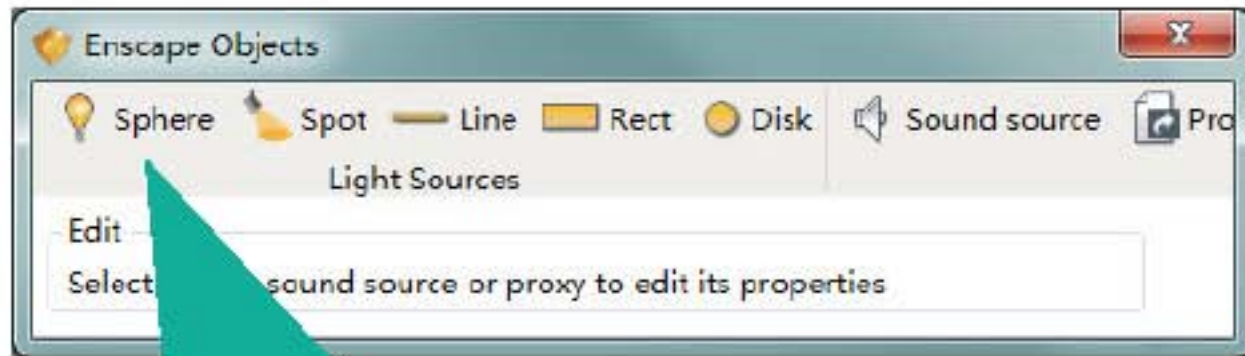 Enscape Objects
Sphere Spot Line Rect Disk Sound source Pro
Light Sources
Edit
Select sound source or proxy to edit its properties